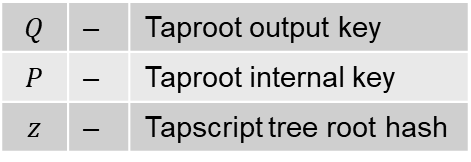 Q – Taproot output key
P – Taproot internal key
z – Tapscript tree root hash